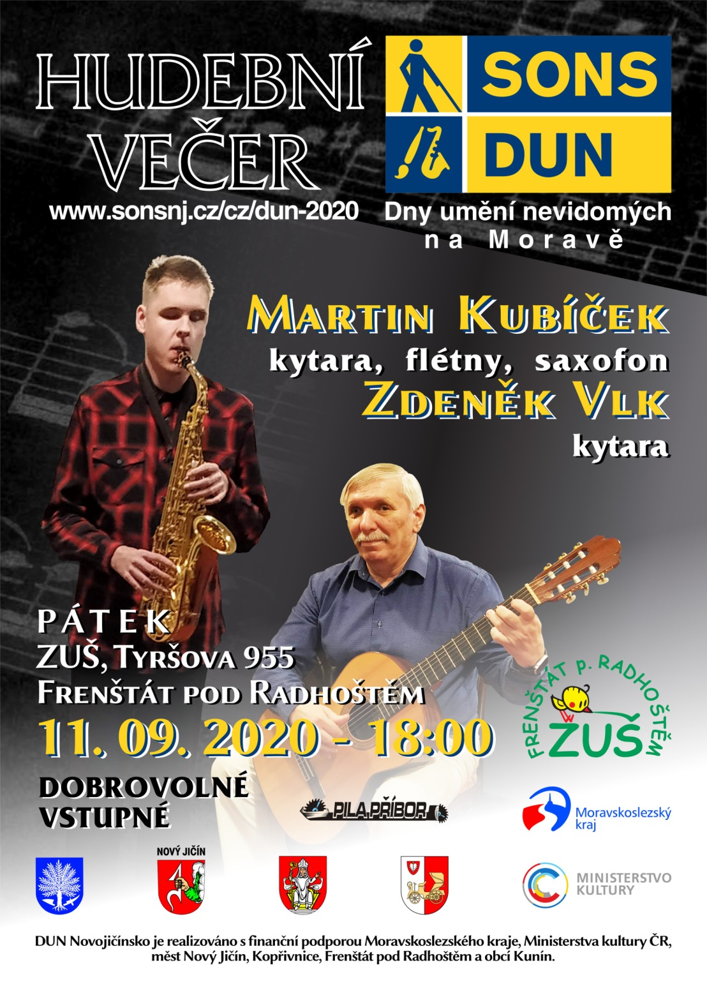 HUDEBNÍ
VEČER
www.sonsnj.cz/cz/dun-2020
SONS
DUN
Dny umění nevidomých
na Moravě
MARTIN KUBÍČEK
kytara, flétny, saxofon
ZDENĚK VLK
kytara
PÁTEK
ZUŠ, TYRŠOVA 955
FRENŠTÁT POD RADHOŠTĚM
11. 09. 2020 - 18:00
FRENŠTÁT p. RADHOŠTĚM
ZUŠ
DOBROVOLNÉ
VSTUPNÉ
PILA PŘÍBOR
Moravskoslezský
kraj
NOVÝ JIČÍN
MINISTERSTVO
KULTURY
DUN Novojičínsko je realizováno s finanční podporou Moravskoslezského kraje, Ministerstva kultury ČR,
měst Nový Jičín, Kopřivnice, Frenštát pod Radhoštěm a obcí Kunín.